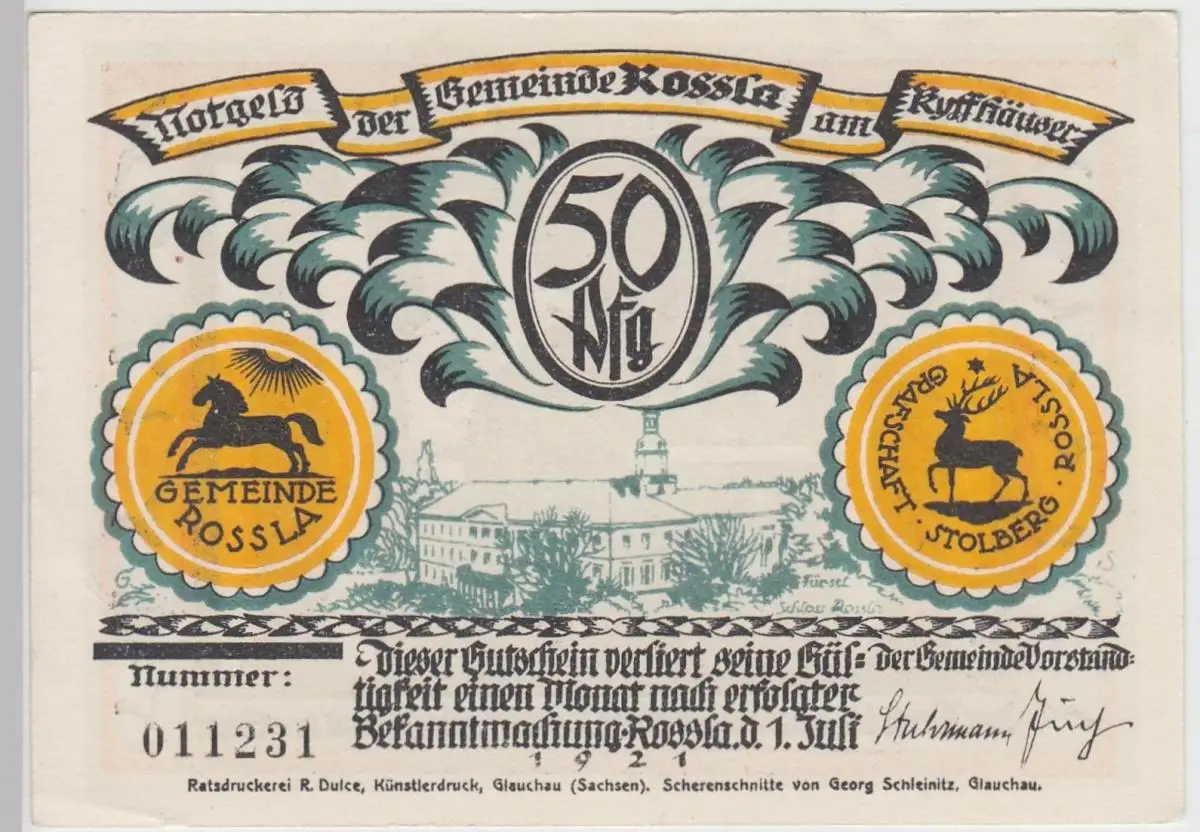 Notgeld der Gemeinde Rossla am Kyffhäuser
50
Pfg
GEMEINDE
ROSSLA
GRAFSCHAFT · STOLBERG · ROSSLA
Fürstl
Schloss Rossla
Nummer:
011231
Dieser Gutschein verliert seine Gül=
tigkeit einen Monat nach erfolgter
Bekanntmachung·Rossla.d. 1. Juli
1921
der Gemeindevorstand:
Ratsdruckerei R. Dulce, Künstlerdruck, Glauchau (Sachsen). Scherenschnitte von Georg Schleinitz, Glauchau.